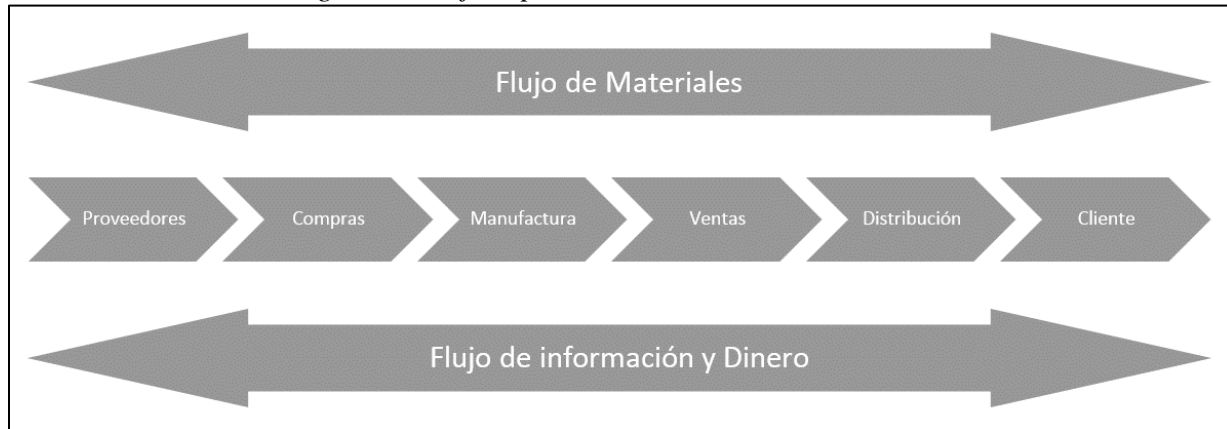 Flujo de Materiales
Proveedores Compras Manufactura Ventas Distribución Cliente
Flujo de información y Dinero